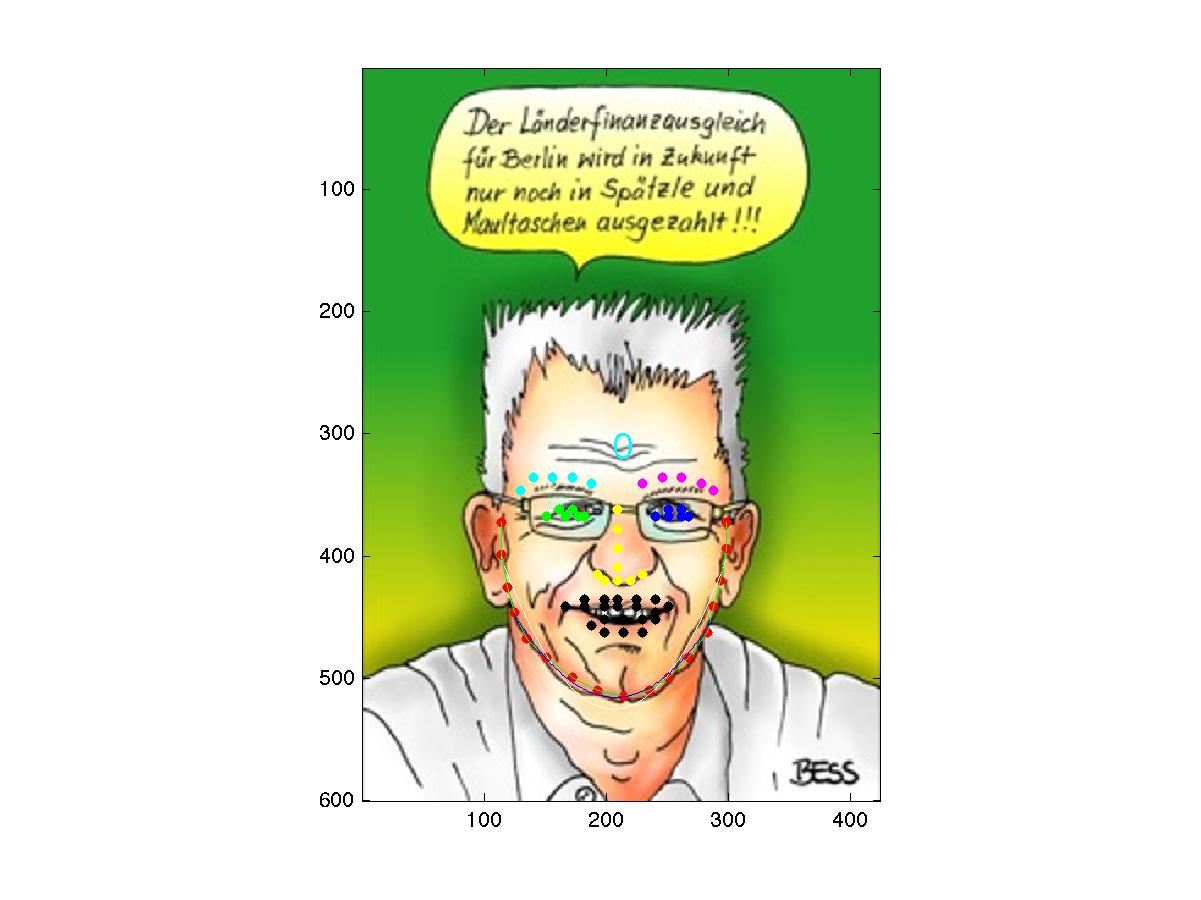 Der Länderfinanzausgleich
für Berlin wird in Zukunft
nur noch in Spätzle und
Maultaschen ausgezahlt!!!
100
200
300
0
400
500
BESS
600
100 200 300 400